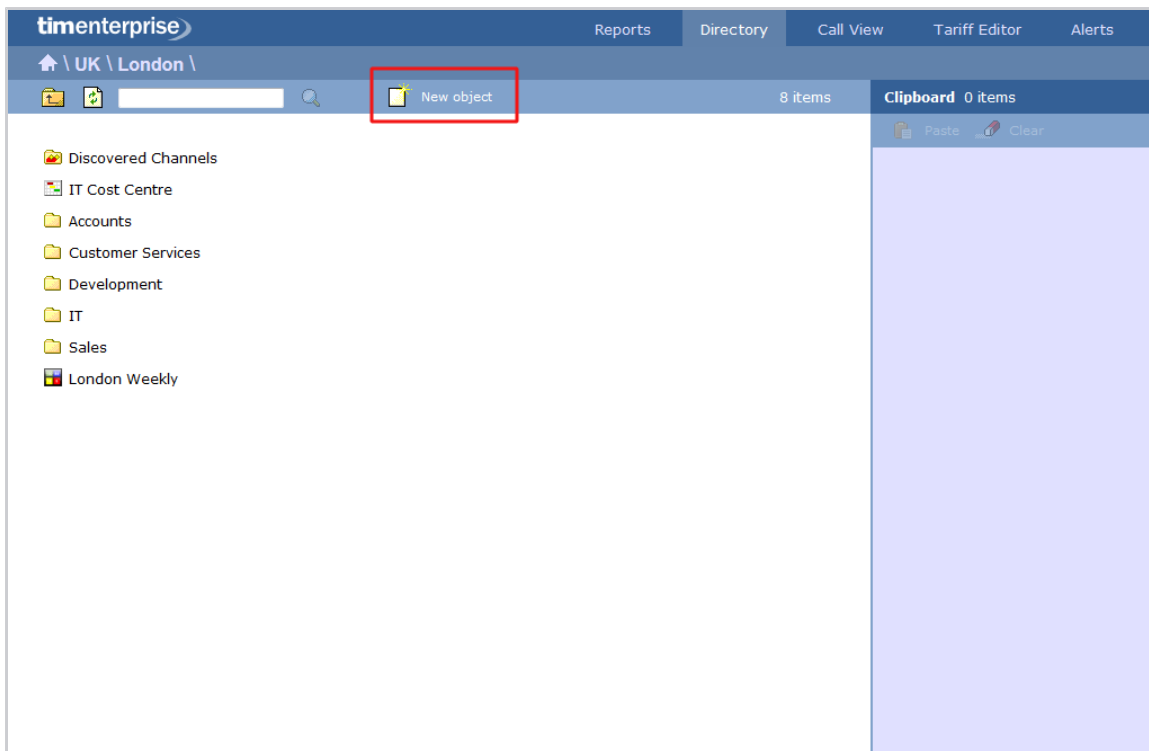 timenterprise Reports Directory Call View Tariff Editor Alerts
\ UK \ London \
New object 8 items Clipboard 0 items
Paste Clear
Discovered Channels
IT Cost Centre
Accounts
Customer Services
Development
IT
Sales
London Weekly